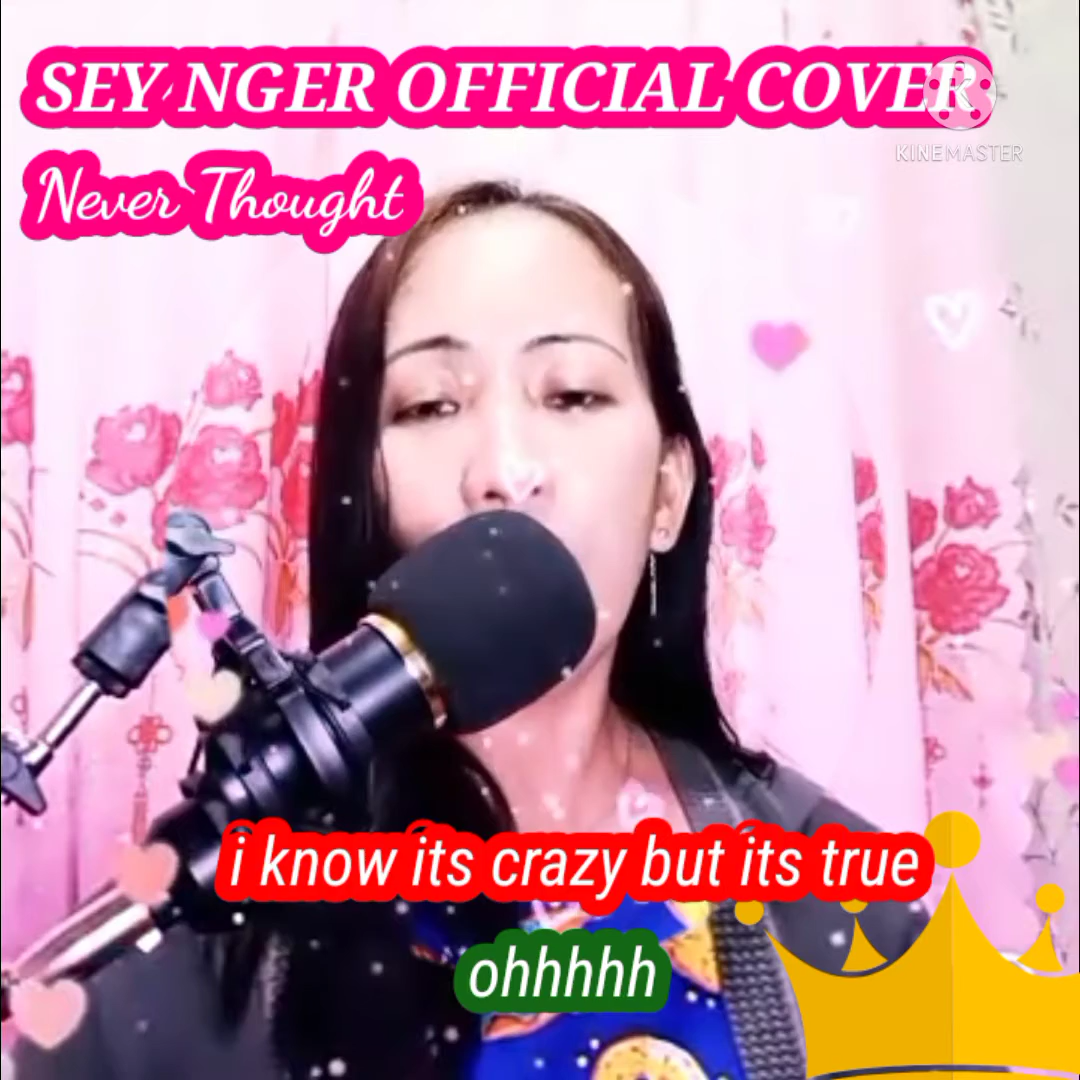 SEY NGER OFFICIAL COVER
KINEMASTER
Never Thought
i know its crazy but its true
ohhhhh